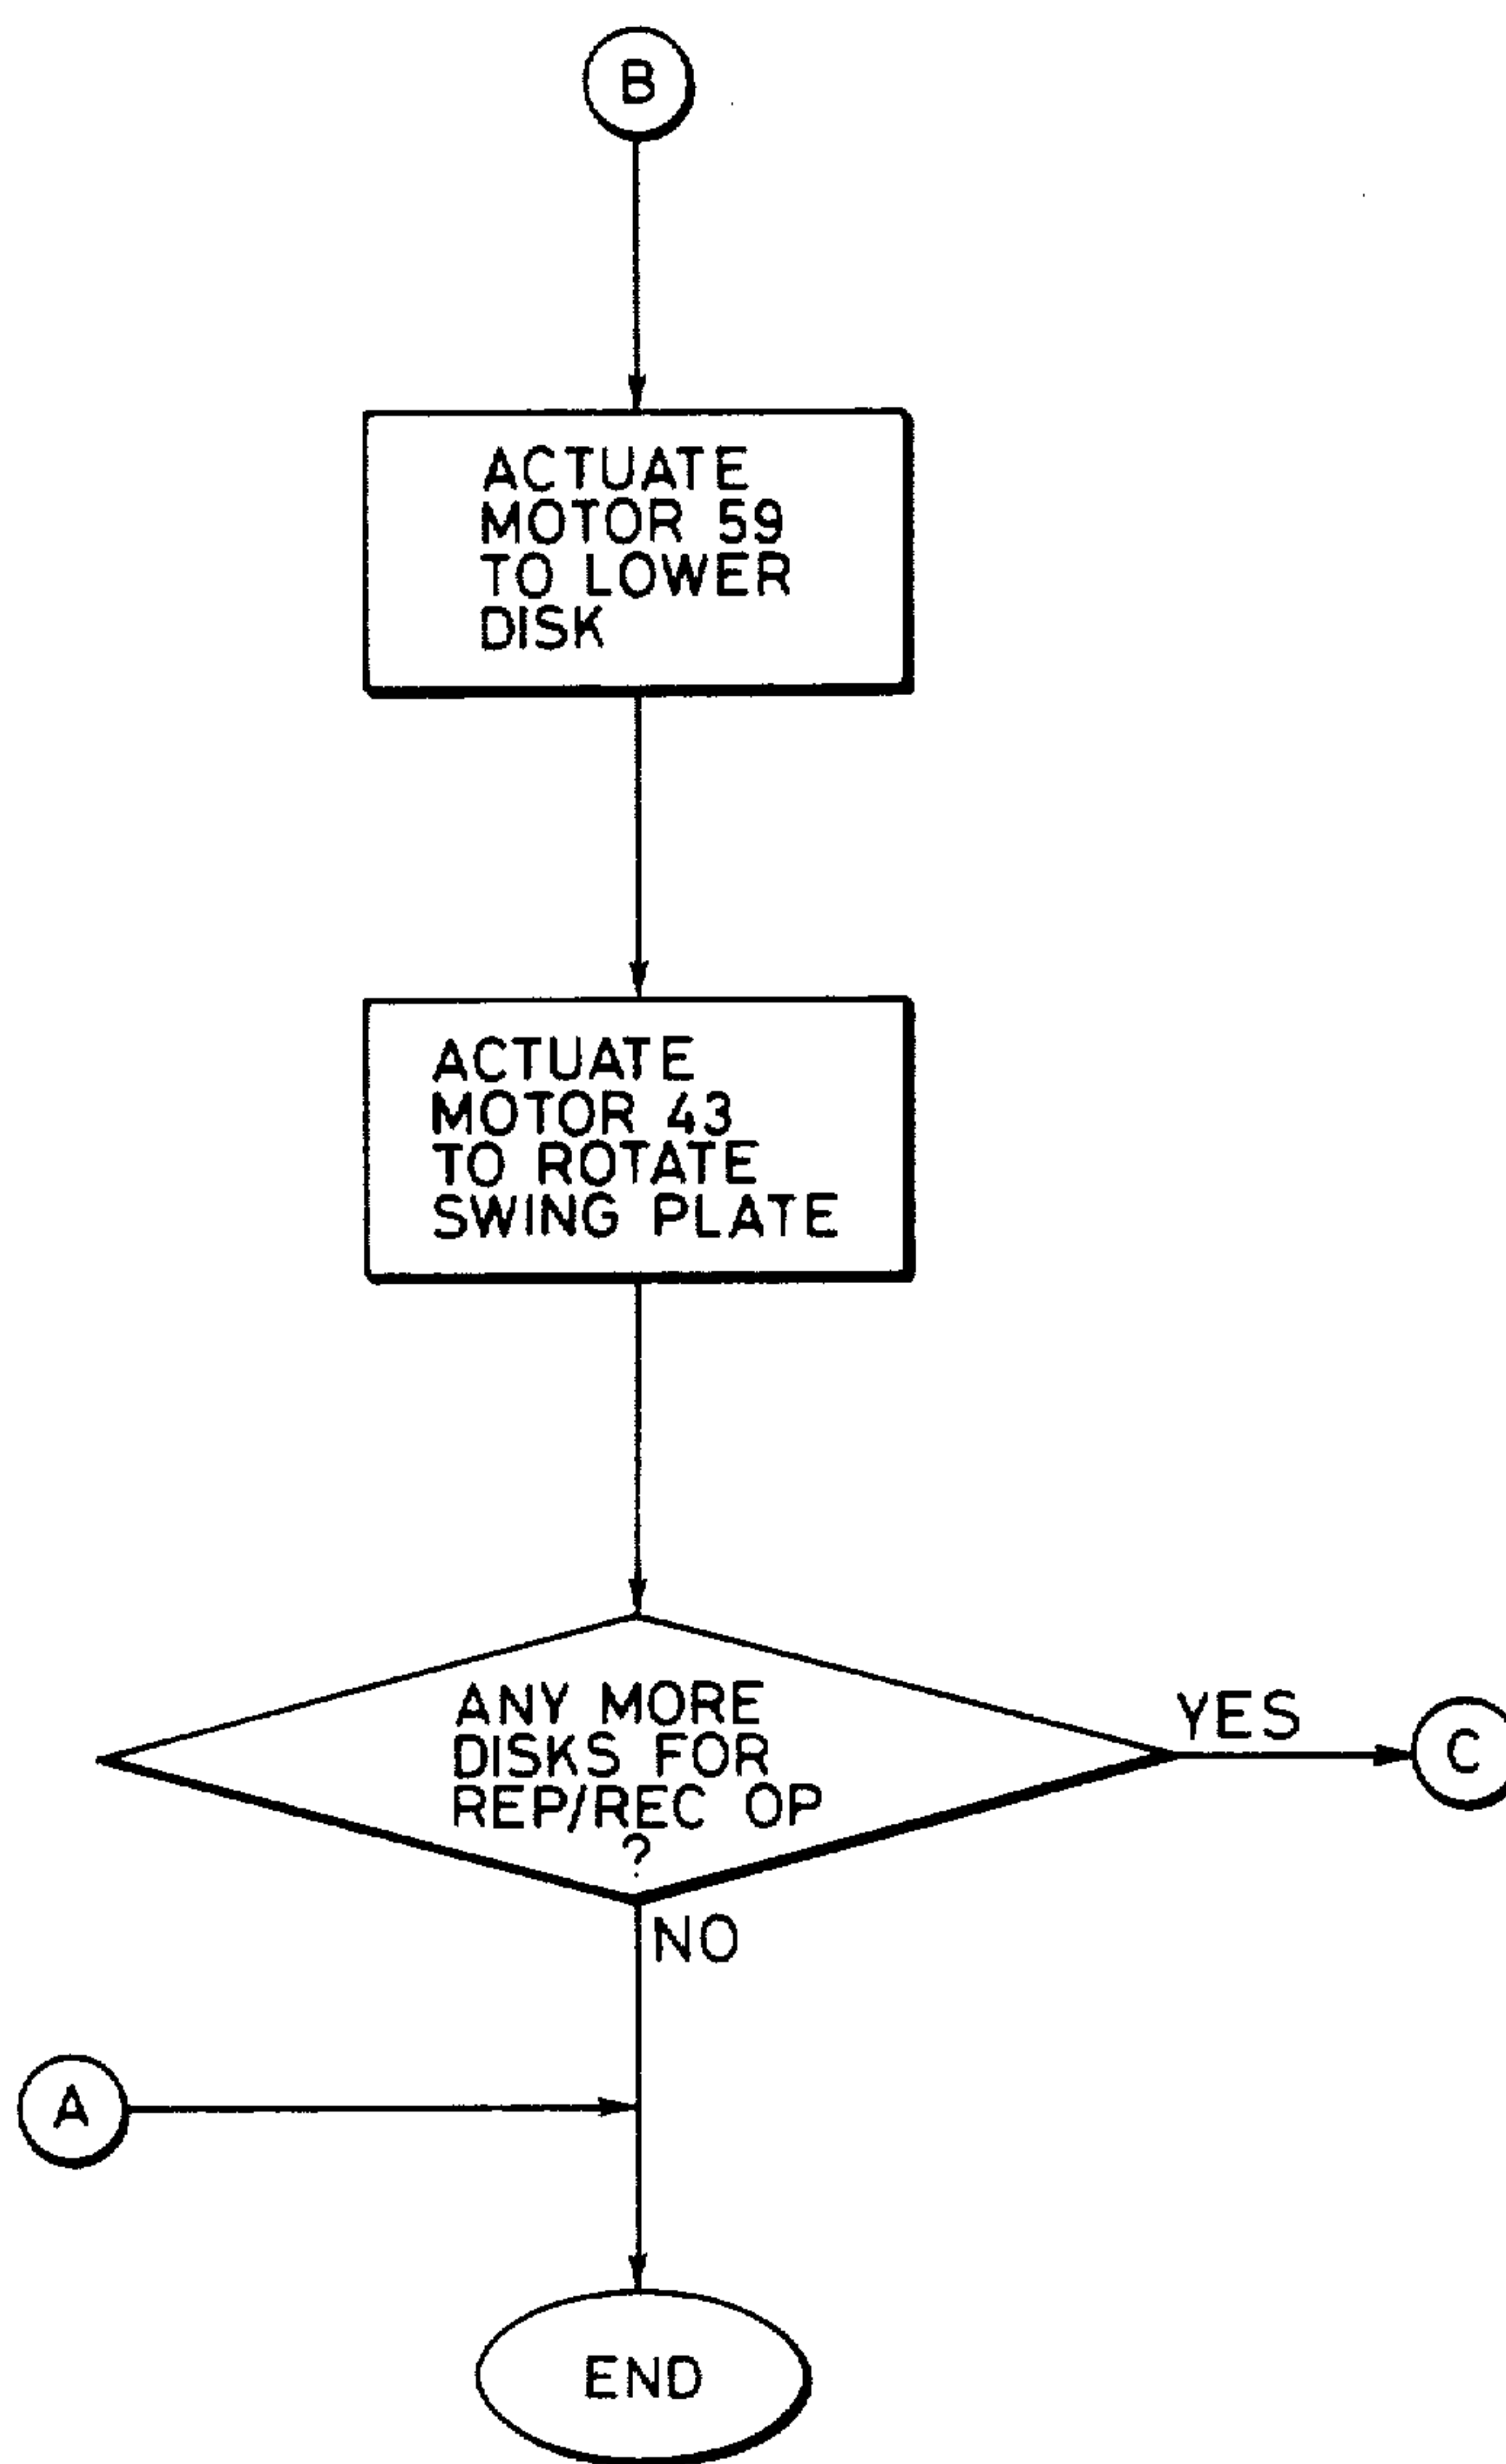 B
ACTUATE
MOTOR 59
TO LOWER
DISK
ACTUATE
MOTOR 43
TO ROTATE
SWING PLATE
ANY MORE
DISKS FOR
REP/REC OP
?
YES
C
NO
A
END